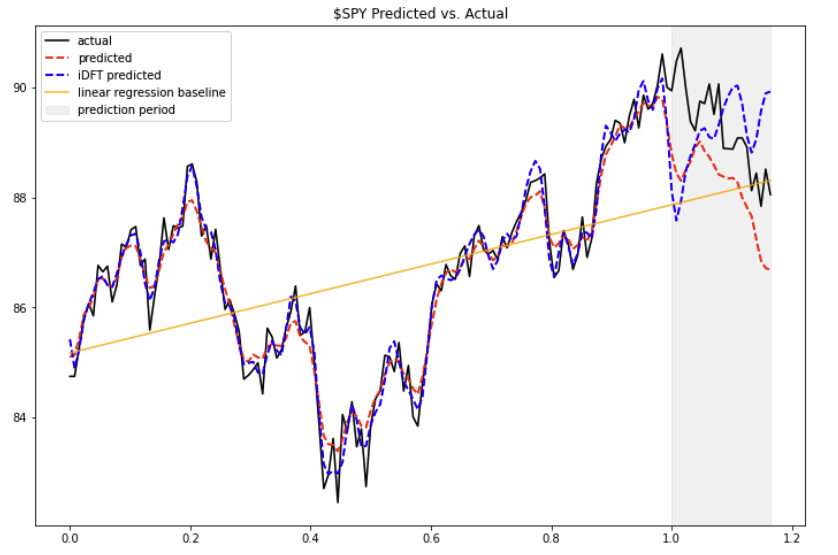 $SPY Predicted vs. Actual
actual
predicted
iDFT predicted
linear regression baseline
prediction period
90
88
86
84
0.0 0.2 0.4 0.6 0.8 1.0 1.2